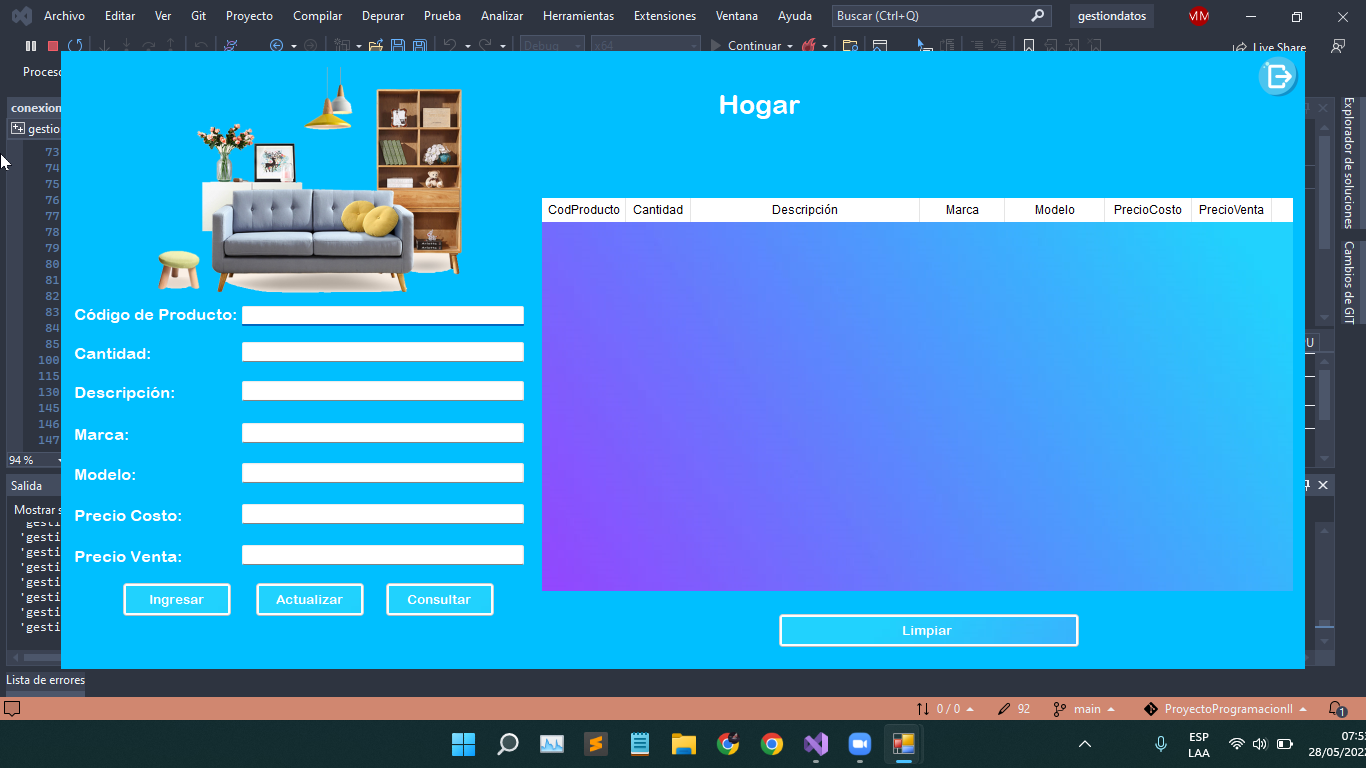 Archivo Editar Ver Git Proyecto Compilar Depurar Prueba Analizar Herramientas Extensiones Ventana Ayuda Buscar (Ctrl+Q) gestiondatos MM
Debug x64 Continuar Live Share
Proceso
conexion
gestio
Hogar
CodProducto Cantidad Descripción Marca Modelo PrecioCosto PrecioVenta
73
74
75
76
77
78
79
80
81
82
83
84
85
100
115
130
145
146
147
Código de Producto:
Cantidad:
Descripción:
Marca:
Modelo:
Precio Costo:
Precio Venta:
Ingresar Actualizar Consultar
Limpiar
Explorador de soluciones
Cambios de GIT
94 %
Salida
Mostrar s
'gesti
'gesti
'gesti
'gesti
'gesti
'gesti
'gesti
'gesti
Lista de errores
0 / 0 92 main ProyectoProgramacionII 1
ESP
LAA
07:5
28/05/202